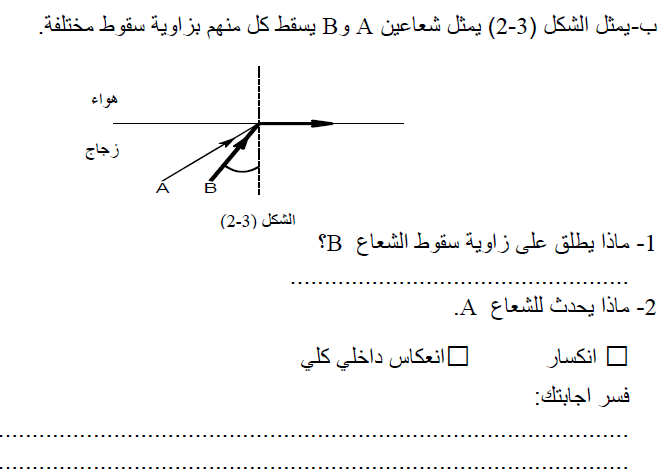 ب-يمثل الشكل (3-2) يمثل شعاعين A وB يسقط كل منهم بزاوية سقوط مختلفة.
هواء
زجاج
A
B
الشكل (3-2)
1- ماذا يطلق على زاوية سقوط الشعاع B؟
................................................
2- ماذا يحدث للشعاع A.
□ انكسار □انعكاس داخلي كلي
فسر اجابتك:
..........................................................................................
..........................................................................................